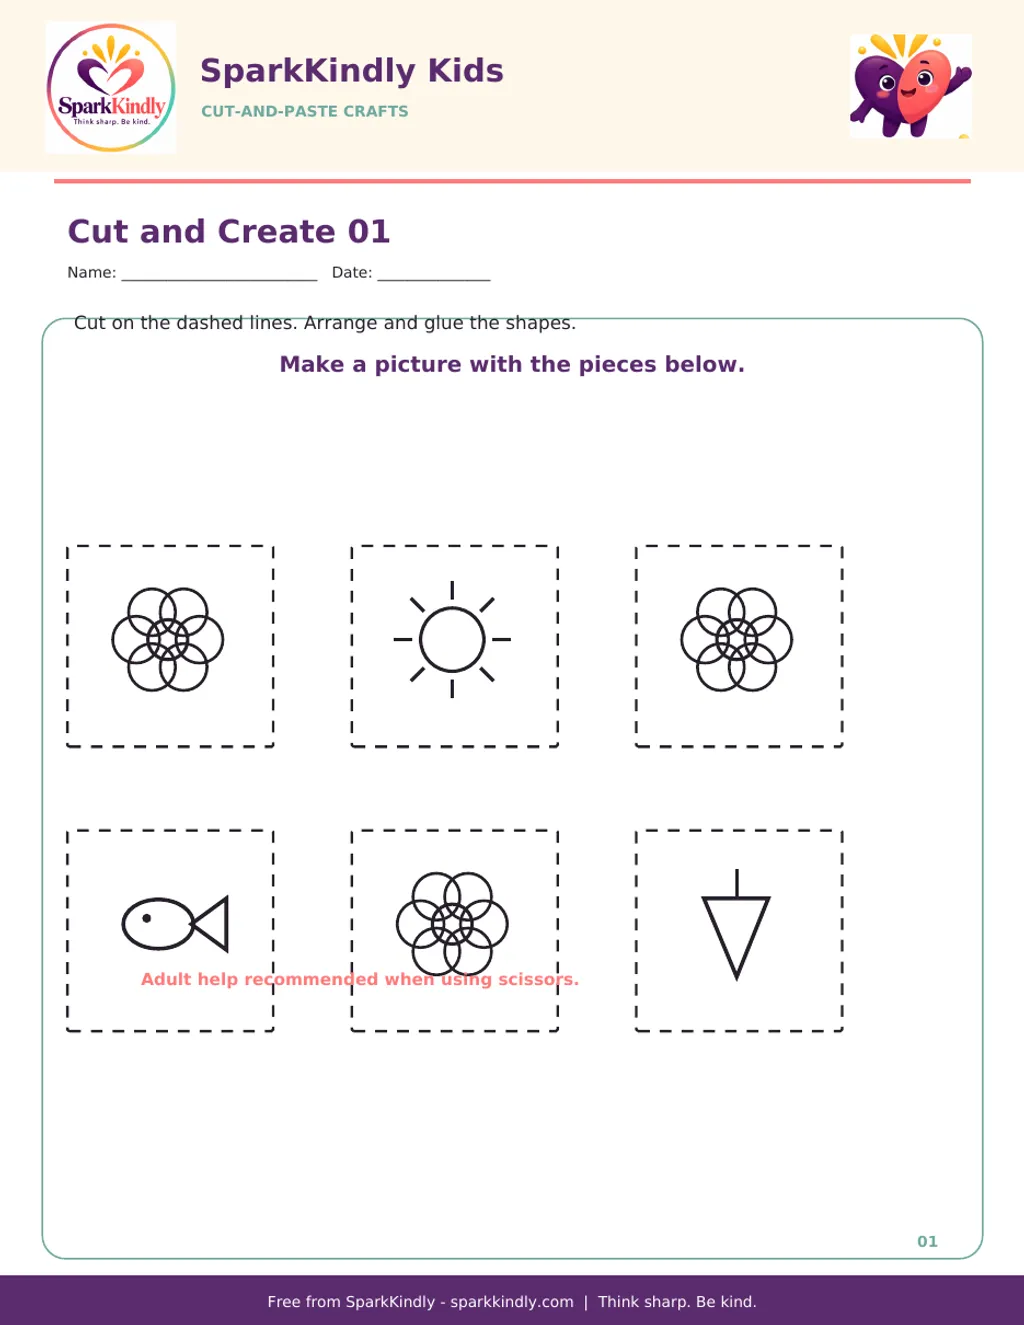 SparkKindly
Think sharp. Be kind.
SparkKindly Kids
CUT-AND-PASTE CRAFTS
Cut and Create 01
Name: __________________________ Date: _______________
Cut on the dashed lines. Arrange and glue the shapes.
Make a picture with the pieces below.
Adult help recommended when using scissors.
01
Free from SparkKindly - sparkkindly.com | Think sharp. Be kind.